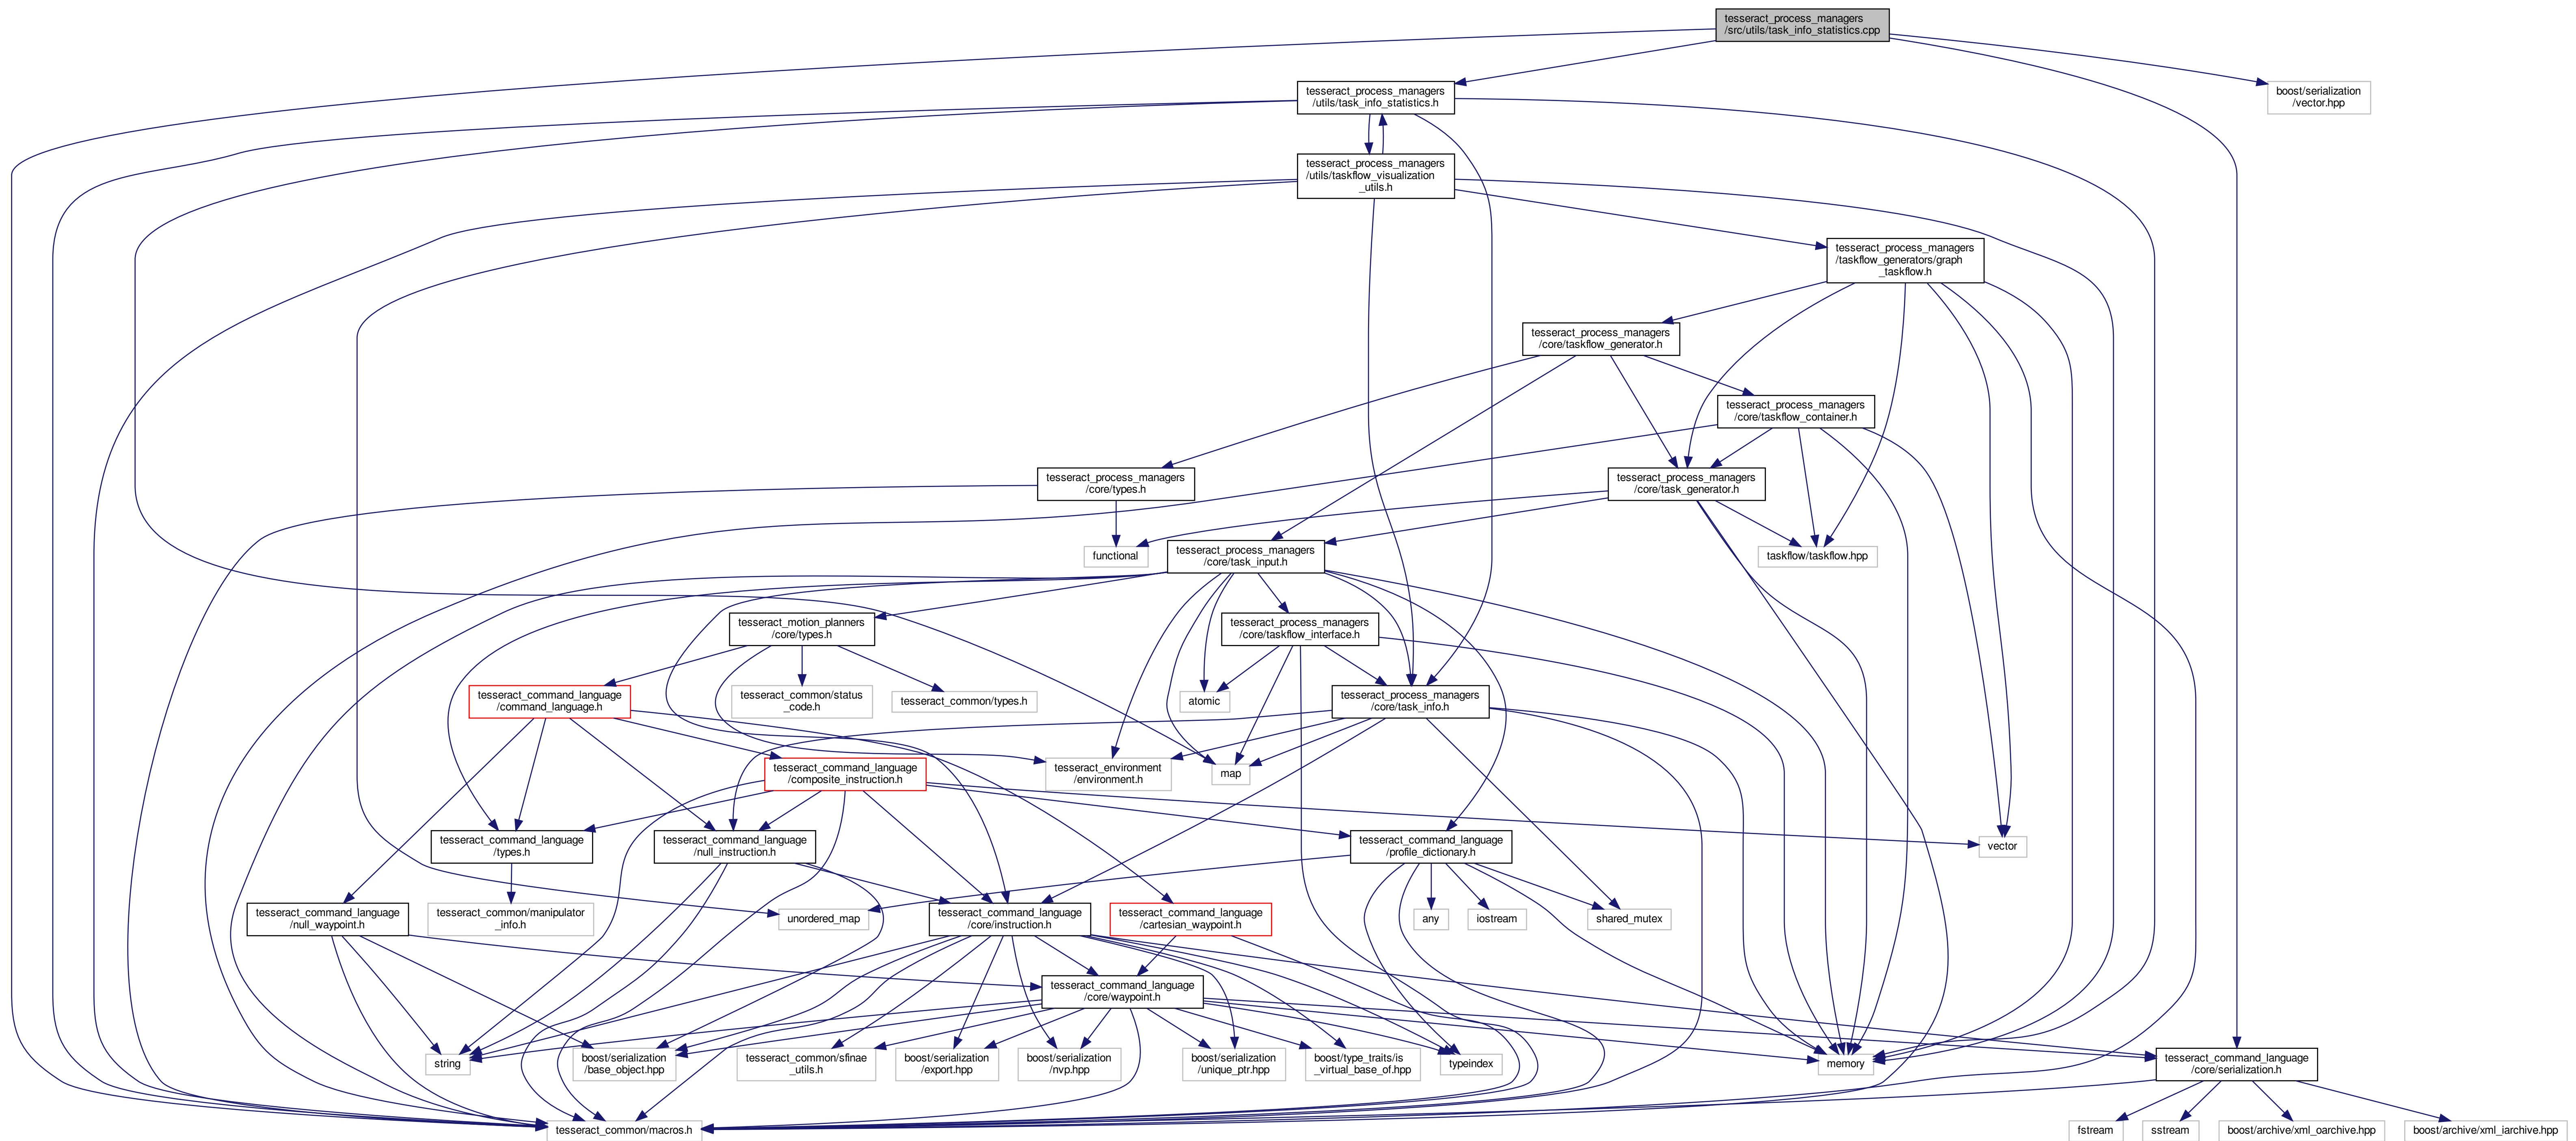 tesseract_process_managers
/src/utils/task_info_statistics.cpp
tesseract_process_managers
/utils/task_info_statistics.h
boost/serialization
/vector.hpp
tesseract_process_managers
/utils/taskflow_visualization
_utils.h
tesseract_process_managers
/taskflow_generators/graph
_taskflow.h
tesseract_process_managers
/core/taskflow_generator.h
tesseract_process_managers
/core/taskflow_container.h
tesseract_process_managers
/core/types.h
tesseract_process_managers
/core/task_generator.h
functional
tesseract_process_managers
/core/task_input.h
taskflow/taskflow.hpp
tesseract_motion_planners
/core/types.h
tesseract_process_managers
/core/taskflow_interface.h
tesseract_command_language
/command_language.h
tesseract_common/status
_code.h
tesseract_common/types.h
atomic
tesseract_process_managers
/core/task_info.h
tesseract_command_language
/composite_instruction.h
tesseract_environment
/environment.h
map
tesseract_command_language
/types.h
tesseract_command_language
/null_instruction.h
tesseract_command_language
/profile_dictionary.h
vector
tesseract_command_language
/null_waypoint.h
tesseract_common/manipulator
_info.h
unordered_map
tesseract_command_language
/core/instruction.h
tesseract_command_language
/cartesian_waypoint.h
any
iostream
shared_mutex
tesseract_command_language
/core/waypoint.h
string
boost/serialization
/base_object.hpp
tesseract_common/sfinae
_utils.h
boost/serialization
/export.hpp
boost/serialization
/nvp.hpp
boost/serialization
/unique_ptr.hpp
boost/type_traits/is
_virtual_base_of.hpp
typeindex
memory
tesseract_command_language
/core/serialization.h
tesseract_common/macros.h
fstream
sstream
boost/archive/xml_oarchive.hpp
boost/archive/xml_iarchive.hpp